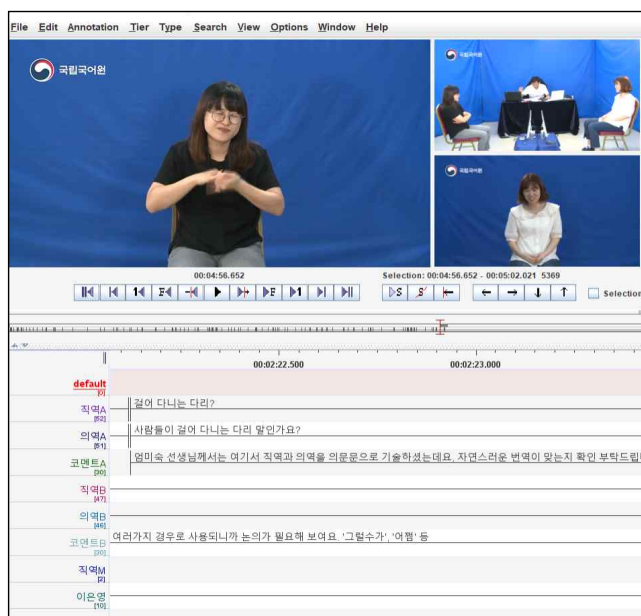 File Edit Annotation Tier Type Search View Options Window Help
국립국어원
국립국어원
국립국어원
00:04:56.652
Selection: 00:04:56.652 - 00:05:02.021 5369
1 F F 1 S S Selection
00:02:22.500 00:02:23.000
default
[0]
직역A 걸어 다니는 다리?
[52]
의역A 사람들이 걸어 다니는 다리 말인가요?
[51]
코멘트A 엄미숙 선생님께서는 여기서 직역과 의역을 의문문으로 기술하셨는데요, 자연스러운 번역이 맞는지 확인 부탁드립
[30]
직역B
[47]
의역B
[46]
코멘트B 여러가지 경우로 사용되니까 논의가 필요해 보여요. '그럴수가', '어쩜' 등
[30]
직역M
[2]
이은영
[10]